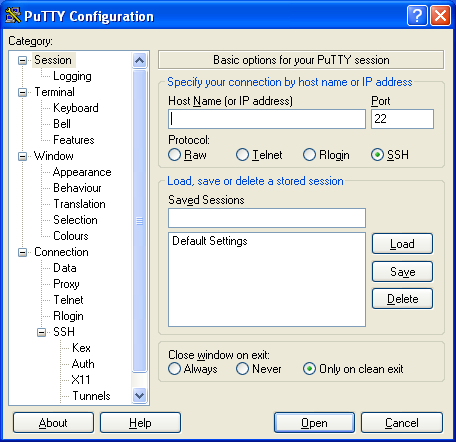 PuTTY Configuration
Category:
Session
Logging
Terminal
Keyboard
Bell
Features
Window
Appearance
Behaviour
Translation
Selection
Colours
Connection
Data
Proxy
Telnet
Rlogin
SSH
Kex
Auth
X11
Tunnels
Basic options for your PuTTY session
Specify your connection by host name or IP address
Host Name (or IP address) Port
22
Protocol:
Raw Telnet Rlogin SSH
Load, save or delete a stored session
Saved Sessions
Default Settings
Load
Save
Delete
Close window on exit:
Always Never Only on clean exit
About Help Open Cancel